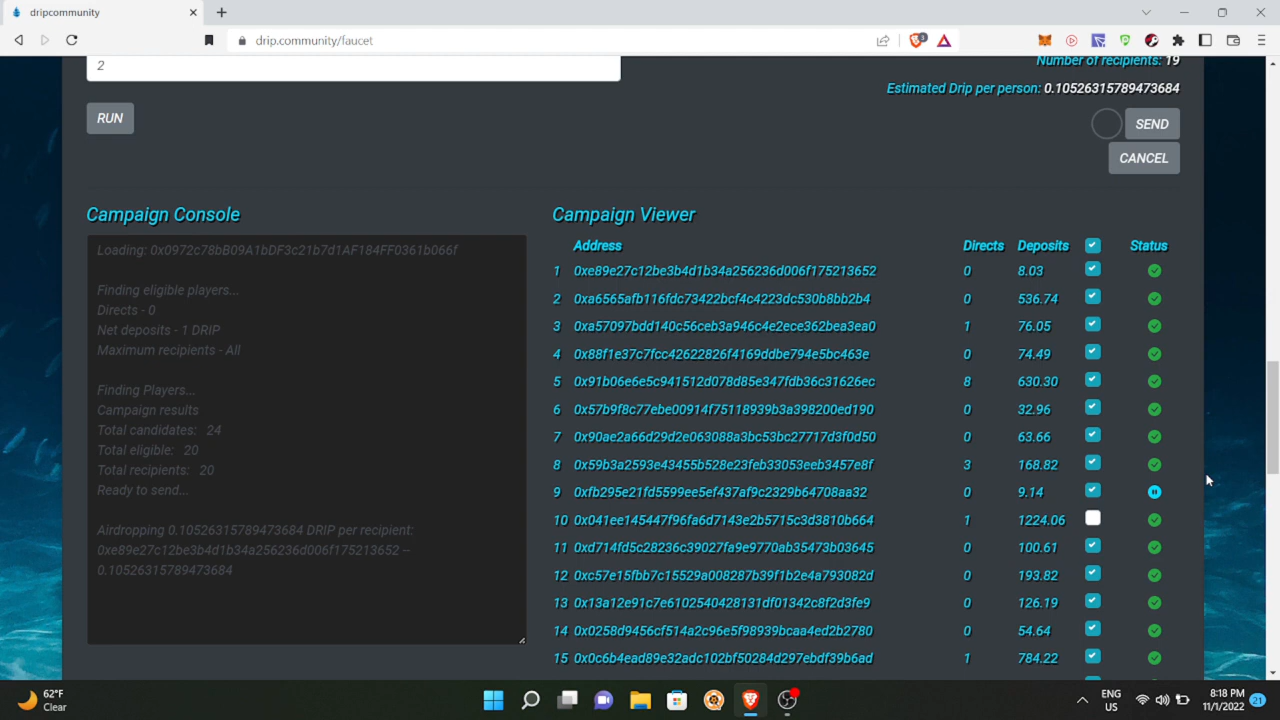 dripcommunity
drip.community/faucet
3
2
Number of recipients: 19
Estimated Drip per person: 0.10526315789473684
RUN
SEND
CANCEL
Campaign Console
Loading: 0x0972c78bB09A1bDF3c21b7d1AF184FF0361b066f
Finding eligible players...
Directs - 0
Net deposits - 1 DRIP
Maximum recipients - All
Finding Players...
Campaign results
Total candidates: 24
Total eligible: 20
Total recipients: 20
Ready to send...
Airdropping 0.10526315789473684 DRIP per recipient:
0xe89e27c12be3b4d1b34a256236d006f175213652 --
0.10526315789473684
Campaign Viewer
Address Directs Deposits Status
1 0xe89e27c12be3b4d1b34a256236d006f175213652 0 8.03
2 0xa6565afb116fdc73422bcf4c4223dc530b8bb2b4 0 536.74
3 0xa57097bdd140c56ceb3a946c4e2ece362bea3ea0 1 76.05
4 0x88f1e37c7fcc42622826f4169ddbe794e5bc463e 0 74.49
5 0x91b06e6e5c941512d078d85e347fdb36c31626ec 8 630.30
6 0x57b9f8c77ebe00914f75118939b3a398200ed190 0 32.96
7 0x90ae2a66d29d2e063088a3bc53bc27717d3f0d50 0 63.66
8 0x59b3a2593e43455b528e23feb33053eeb3457e8f 3 168.82
9 0xfb295e21fd5599ee5ef437af9c2329b64708aa32 0 9.14
10 0x041ee145447f96fa6d7143e2b5715c3d3810b664 1 1224.06
11 0xd714fd5c28236c39027fa9e9770ab35473b03645 0 100.61
12 0xc57e15fbb7c15529a008287b39f1b2e4a793082d 0 193.82
13 0x13a12e91c7e6102540428131df01342c8f2d3fe9 0 126.19
14 0x0258d9456cf514a2c96e5f98939bcaa4ed2b2780 0 54.64
15 0x0c6b4ead89e32adc102bf50284d297ebdf39b6ad 1 784.22
62°F
Clear
ENG
US
8:18 PM
11/1/2022
21